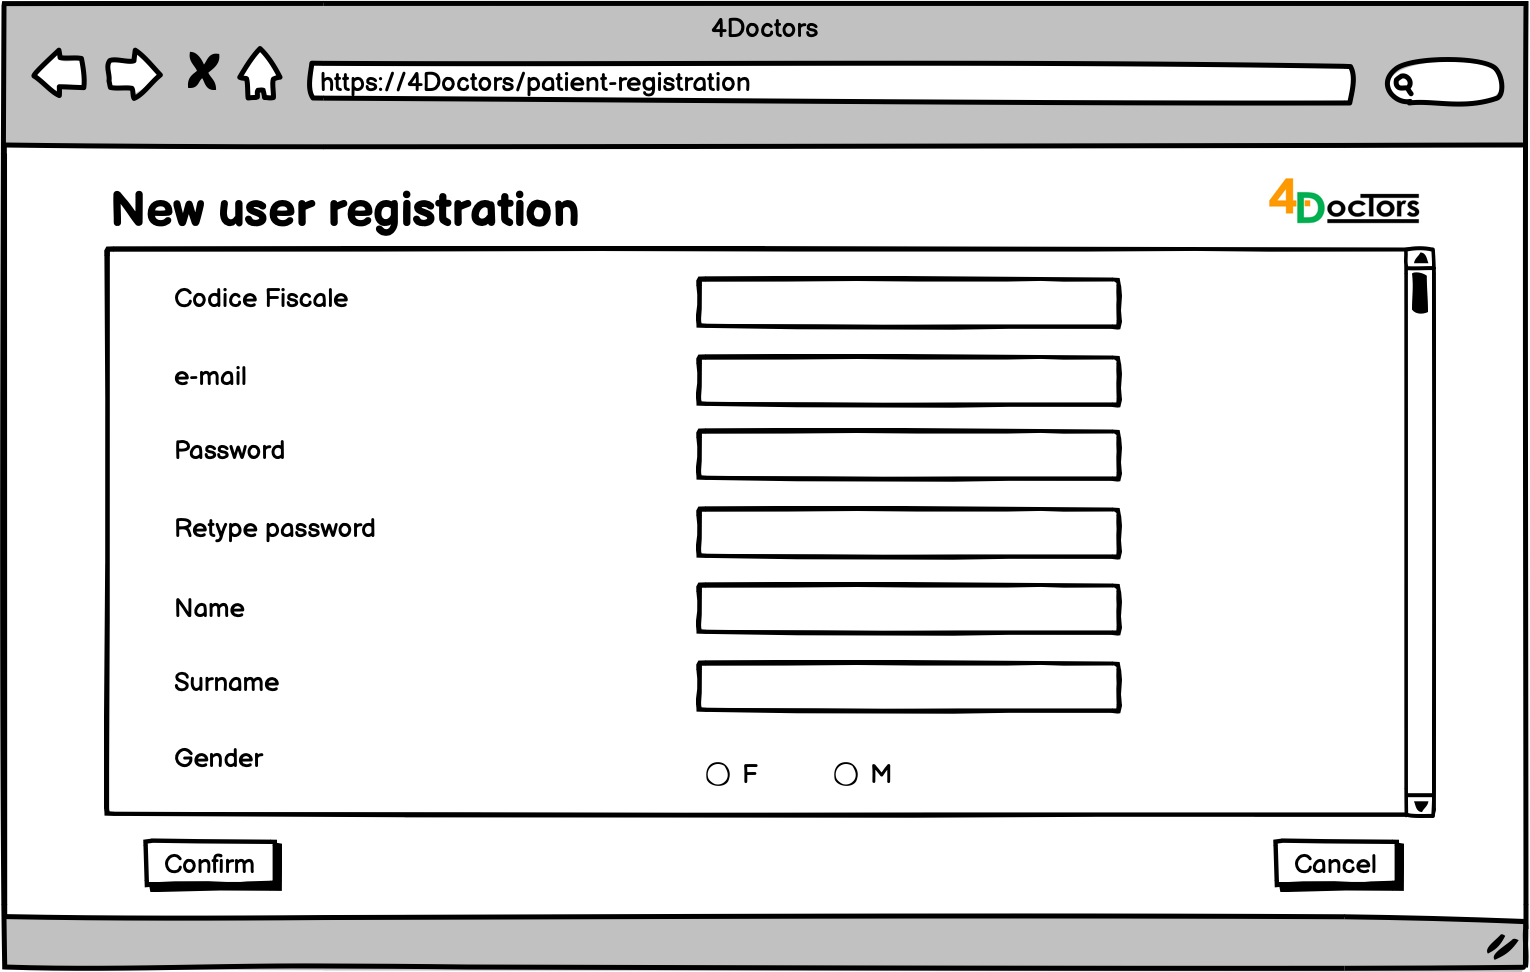 4Doctors
https://4Doctors/patient-registration
New user registration
4Doctors
Codice Fiscale
e-mail
Password
Retype password
Name
Surname
Gender
F M
Confirm
Cancel